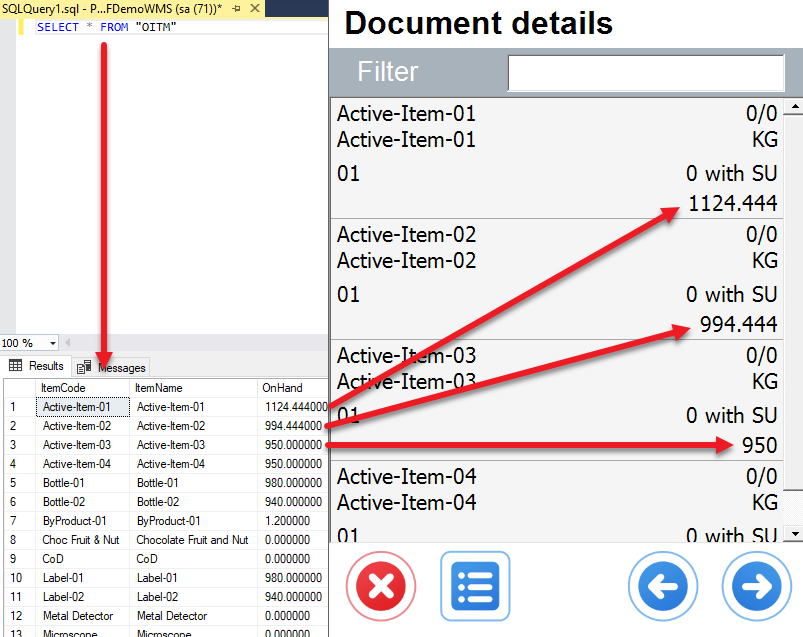 SQLQuery1.sql - P...FDemoWMS (sa (71))*
SELECT * FROM "OITM"
100 %
Results
Messages
ItemCode ItemName OnHand
1 Active-Item-01 Active-Item-01 1124.444000
2 Active-Item-02 Active-Item-02 994.444000
3 Active-Item-03 Active-Item-03 950.000000
4 Active-Item-04 Active-Item-04 950.000000
5 Bottle-01 Bottle-01 980.000000
6 Bottle-02 Bottle-02 940.000000
7 ByProduct-01 ByProduct-01 1.200000
8 Choc Fruit & Nut Chocolate Fruit and Nut 0.000000
9 CoD CoD 0.000000
10 Label-01 Label-01 980.000000
11 Label-02 Label-02 940.000000
12 Metal Detector Metal Detector 0.000000
13 Microscope Microscope 0.000000
Document details
Filter
Active-Item-01 0/0
Active-Item-01 KG
01 0 with SU
1124.444
Active-Item-02 0/0
Active-Item-02 KG
01 0 with SU
994.444
Active-Item-03 0/0
Active-Item-03 KG
01 0 with SU
950
Active-Item-04 0/0
Active-Item-04 KG
01 0 with SU